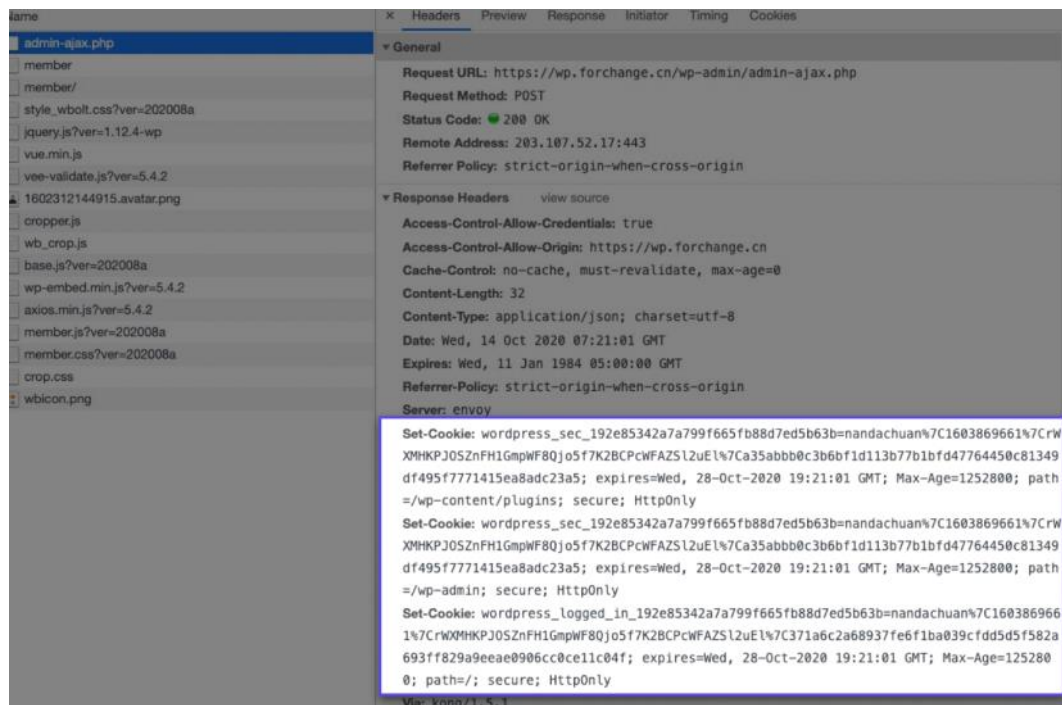 Name
× Headers Preview Response Initiator Timing Cookies
admin-ajax.php
member
member/
style_wbolt.css?ver=202008a
jquery.js?ver=1.12.4-wp
vue.min.js
vee-validate.js?ver=5.4.2
1602312144915.avatar.png
cropper.js
wb_crop.js
base.js?ver=202008a
wp-embed.min.js?ver=5.4.2
axios.min.js?ver=5.4.2
member.js?ver=202008a
member.css?ver=202008a
crop.css
wbicon.png
▾ General
Request URL: https://wp.forchange.cn/wp-admin/admin-ajax.php
Request Method: POST
Status Code: 200 OK
Remote Address: 203.107.52.17:443
Referrer Policy: strict-origin-when-cross-origin
▾ Response Headers view source
Access-Control-Allow-Credentials: true
Access-Control-Allow-Origin: https://wp.forchange.cn
Cache-Control: no-cache, must-revalidate, max-age=0
Content-Length: 32
Content-Type: application/json; charset=utf-8
Date: Wed, 14 Oct 2020 07:21:01 GMT
Expires: Wed, 11 Jan 1984 05:00:00 GMT
Referrer-Policy: strict-origin-when-cross-origin
Server: envoy
Set-Cookie: wordpress_sec_192e85342a7a799f665fb88d7ed5b63b=nandachuan%7C1603869661%7CrW
XMHKPJOSZnFH1GmpWF8Qjo5f7K2BCPcWFAZSl2uEl%7Ca35abbb0c3b6bf1d113b77b1bfd47764450c81349
df495f7771415ea8adc23a5; expires=Wed, 28-Oct-2020 19:21:01 GMT; Max-Age=1252800; path
=/wp-content/plugins; secure; HttpOnly
Set-Cookie: wordpress_sec_192e85342a7a799f665fb88d7ed5b63b=nandachuan%7C1603869661%7CrW
XMHKPJOSZnFH1GmpWF8Qjo5f7K2BCPcWFAZSl2uEl%7Ca35abbb0c3b6bf1d113b77b1bfd47764450c81349
df495f7771415ea8adc23a5; expires=Wed, 28-Oct-2020 19:21:01 GMT; Max-Age=1252800; path
=/wp-admin; secure; HttpOnly
Set-Cookie: wordpress_logged_in_192e85342a7a799f665fb88d7ed5b63b=nandachuan%7C160386966
1%7CrWXMHKPJOSZnFH1GmpWF8Qjo5f7K2BCPcWFAZSl2uEl%7C371a6c2a68937fe6f1ba039cfdd5d5f582a
693ff829a9eeae0906cc0ce11c04f; expires=Wed, 28-Oct-2020 19:21:01 GMT; Max-Age=125280
0; path=/; secure; HttpOnly
Via: kong/1.5.1